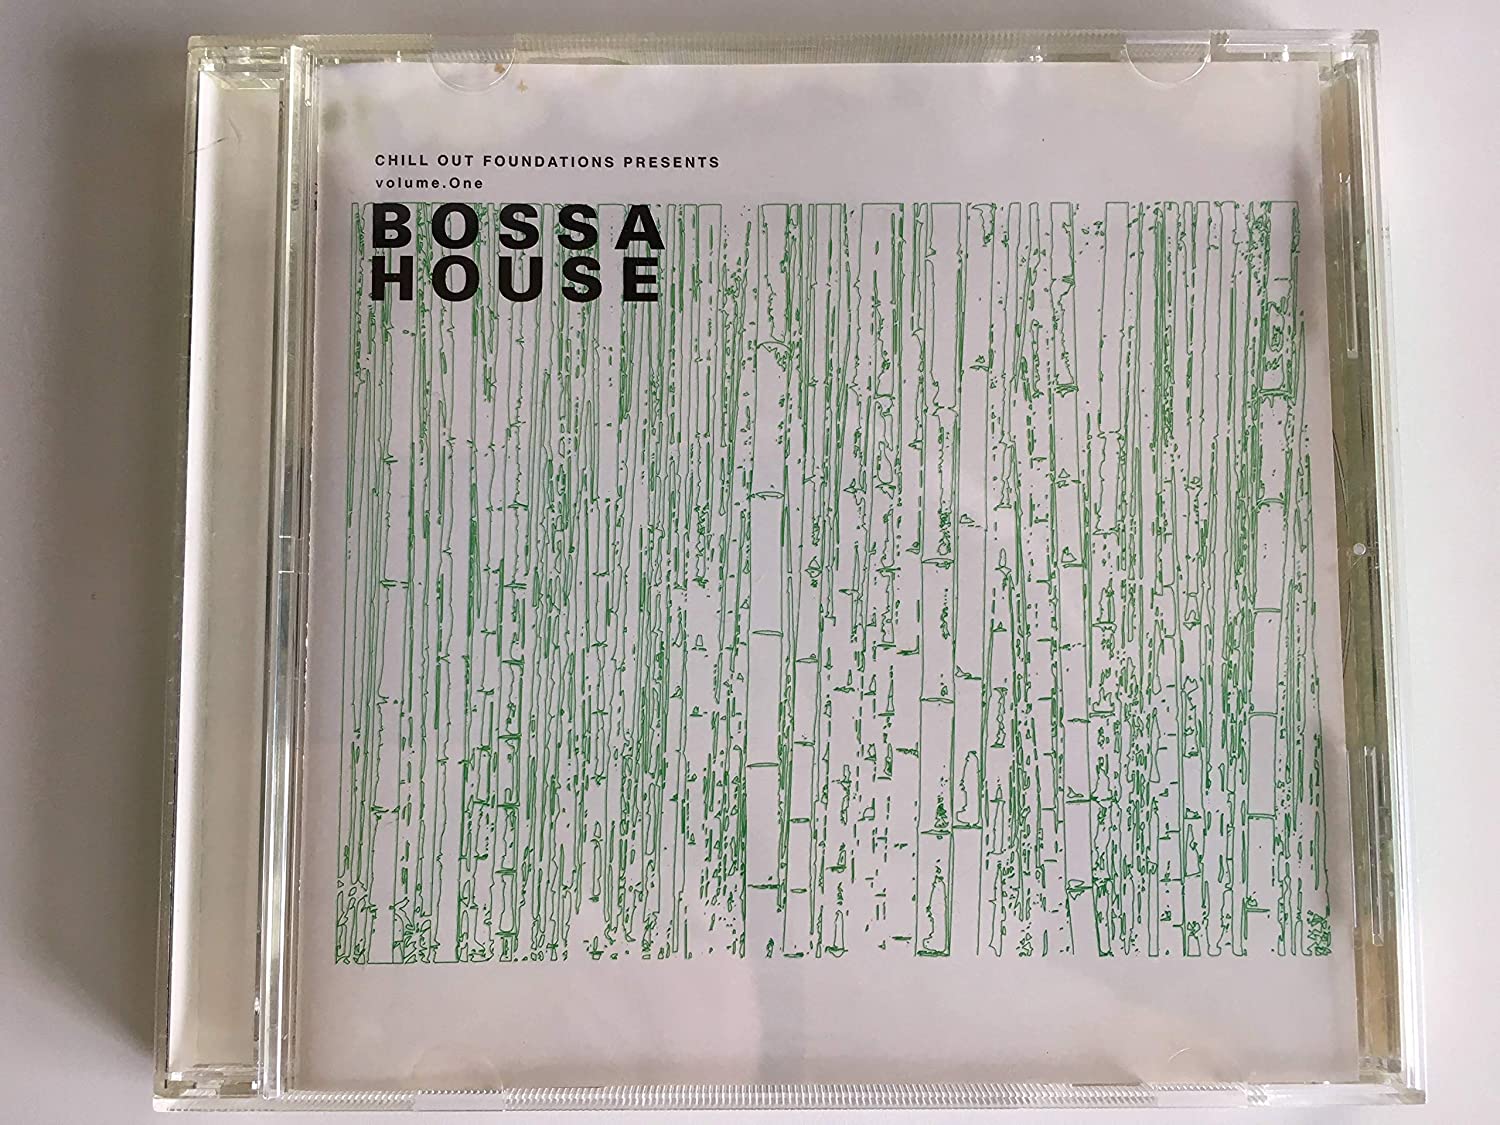 CHILL OUT FOUNDATIONS PRESENTS
volume.One
BOSSA
HOUSE